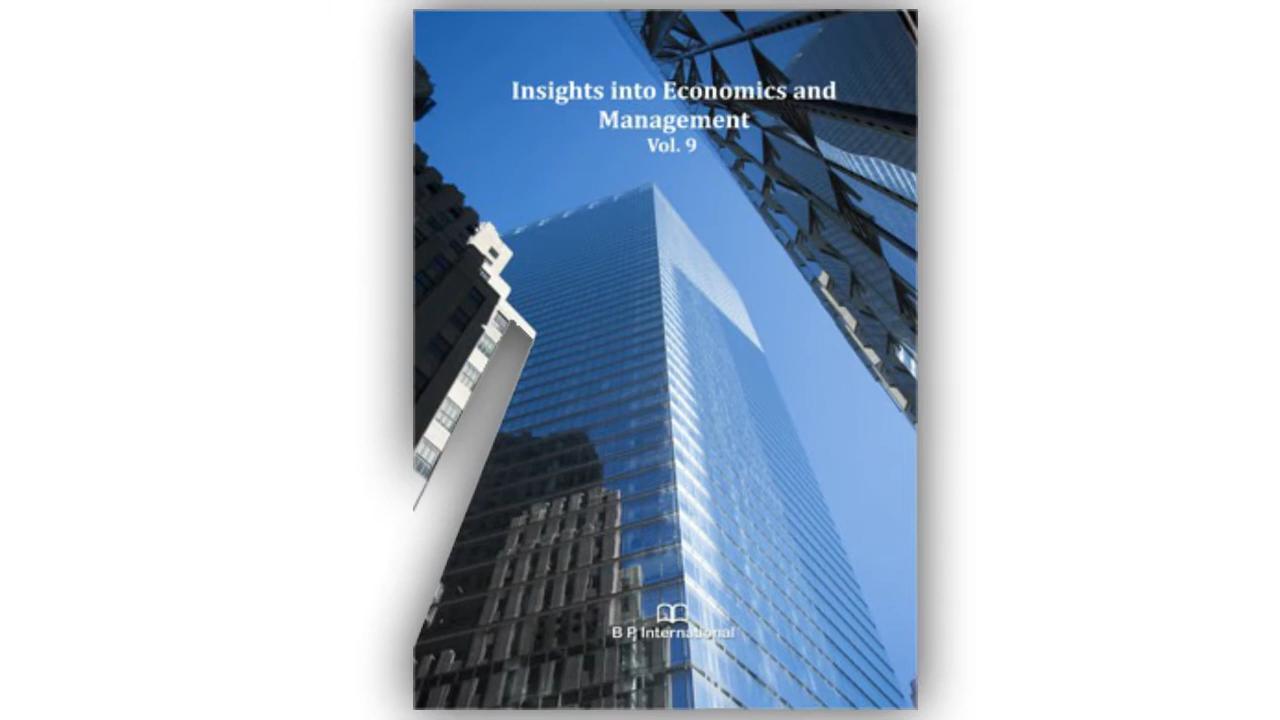 Insights into Economics and
Management
Vol. 9
B P International